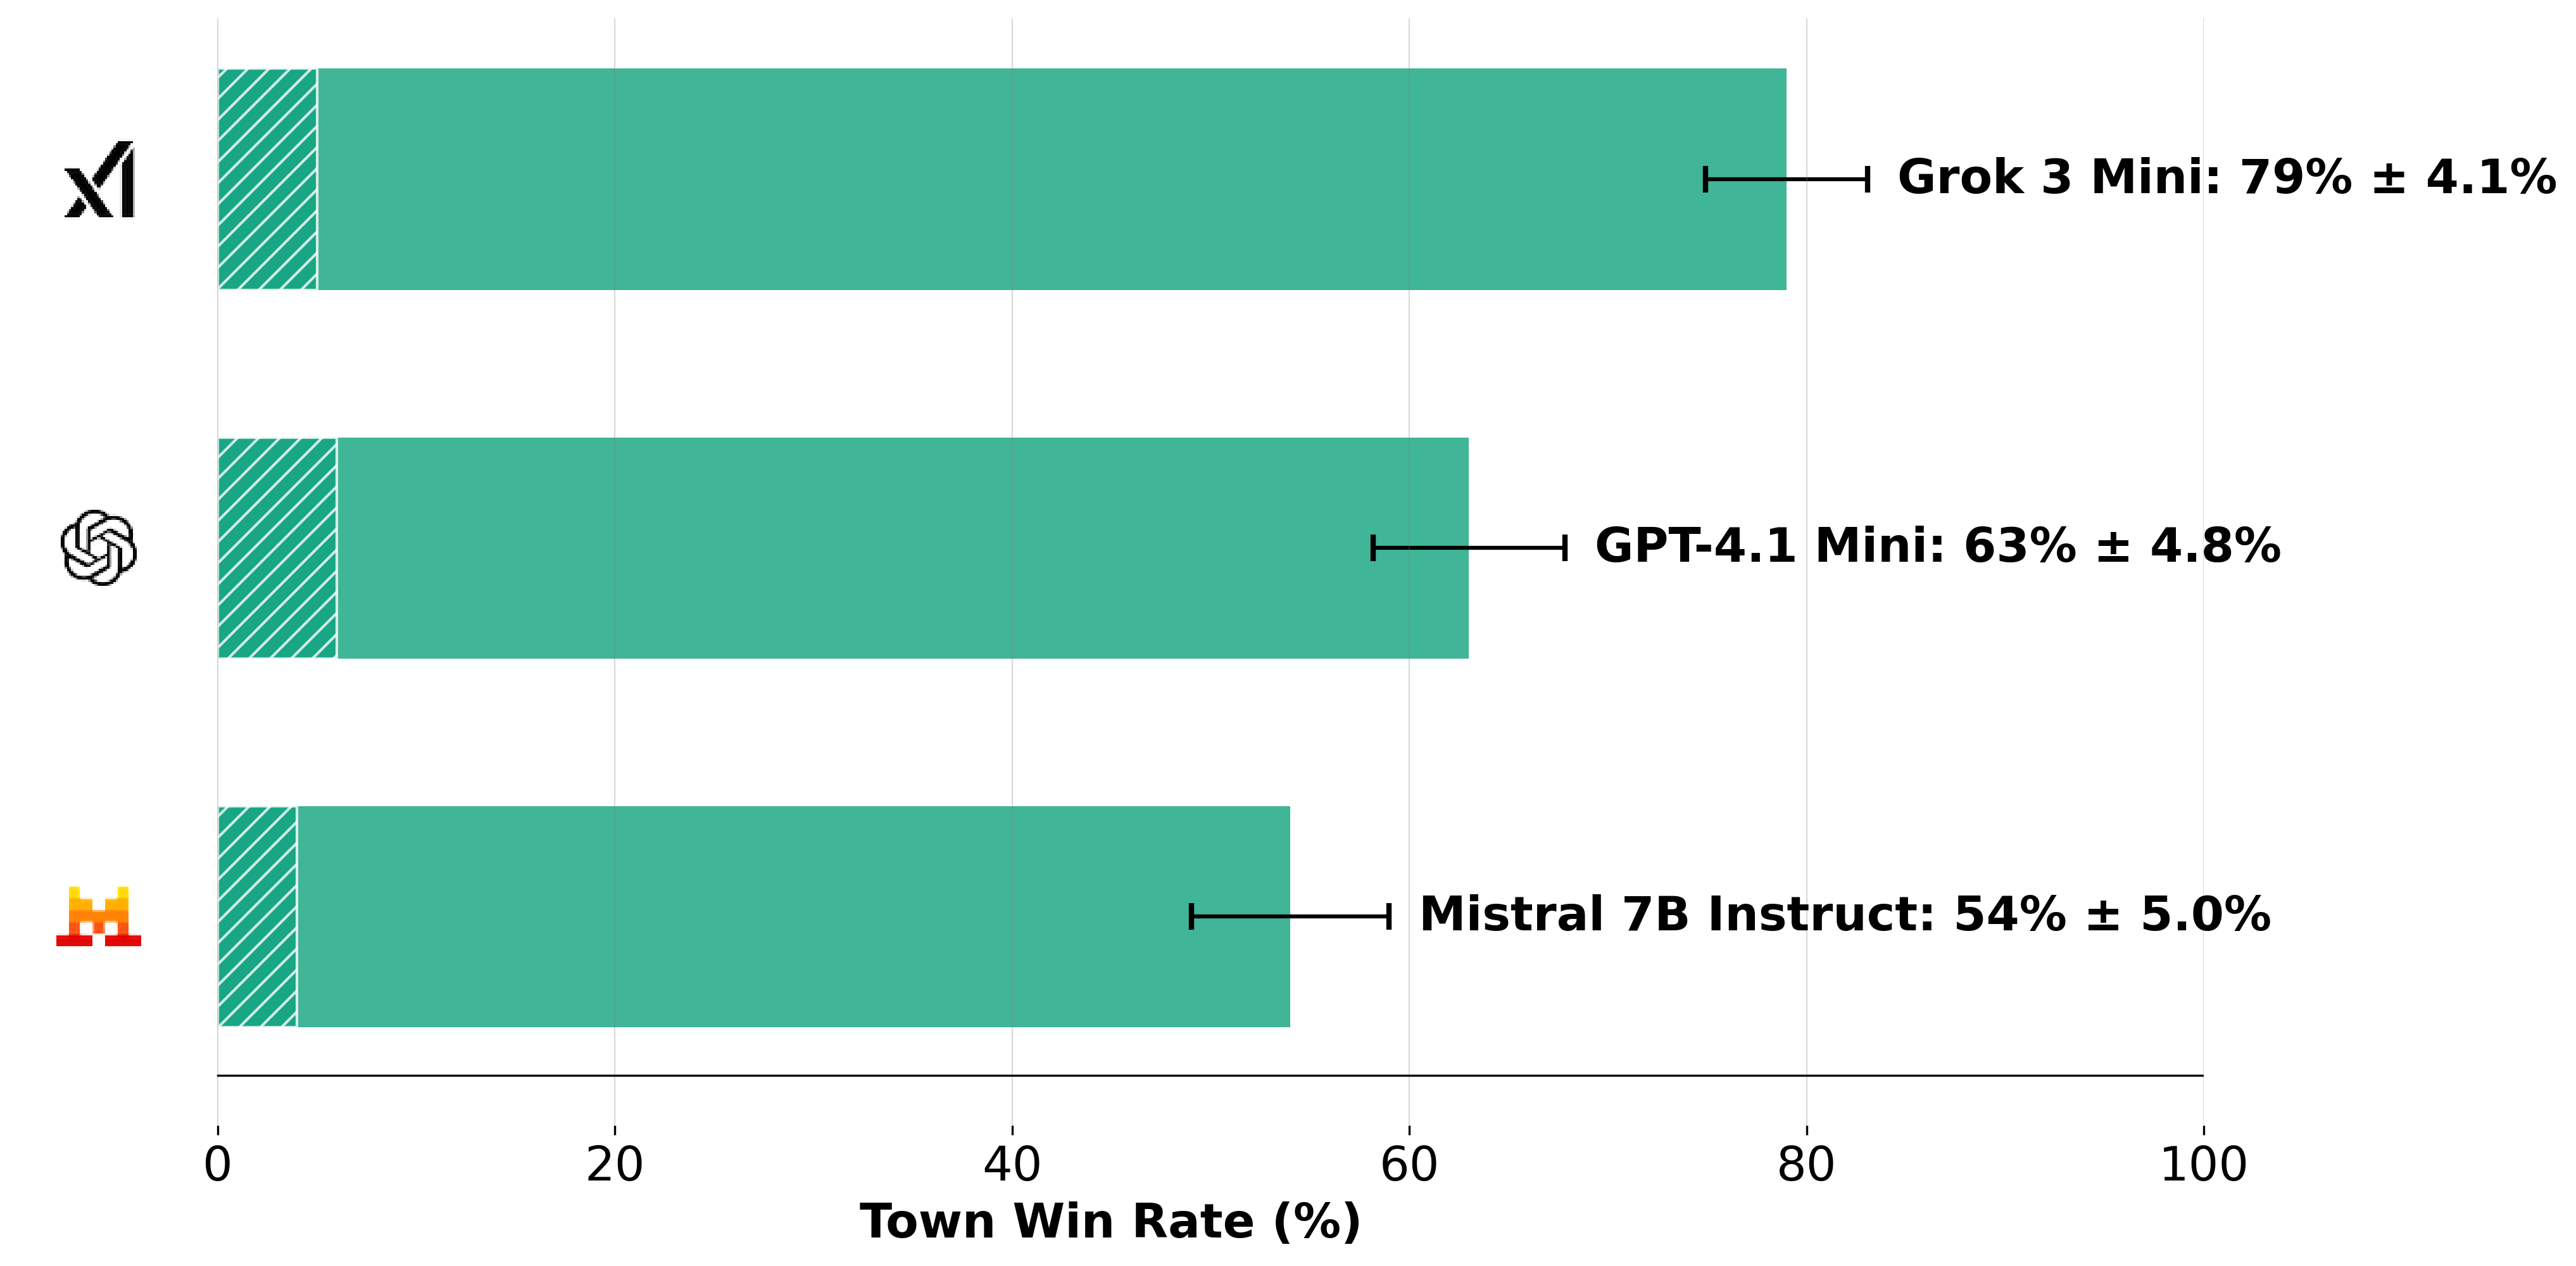 Grok 3 Mini: 79% ± 4.1%
GPT-4.1 Mini: 63% ± 4.8%
Mistral 7B Instruct: 54% ± 5.0%
0 20 40 60 80 100
Town Win Rate (%)